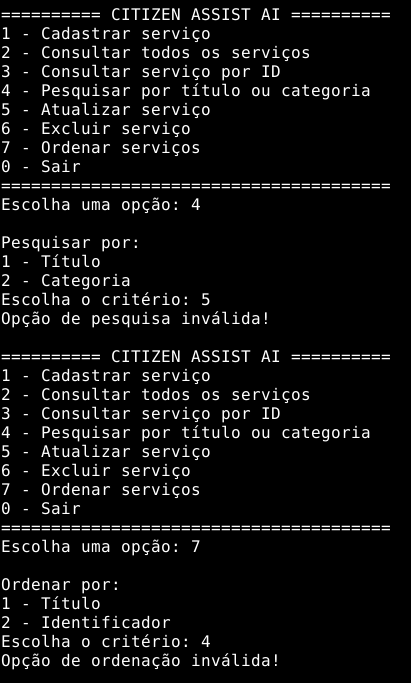 ========== CITIZEN ASSIST AI ==========
1 - Cadastrar serviço
2 - Consultar todos os serviços
3 - Consultar serviço por ID
4 - Pesquisar por título ou categoria
5 - Atualizar serviço
6 - Excluir serviço
7 - Ordenar serviços
0 - Sair
=======================================
Escolha uma opção: 4

Pesquisar por:
1 - Título
2 - Categoria
Escolha o critério: 5
Opção de pesquisa inválida!

========== CITIZEN ASSIST AI ==========
1 - Cadastrar serviço
2 - Consultar todos os serviços
3 - Consultar serviço por ID
4 - Pesquisar por título ou categoria
5 - Atualizar serviço
6 - Excluir serviço
7 - Ordenar serviços
0 - Sair
=======================================
Escolha uma opção: 7

Ordenar por:
1 - Título
2 - Identificador
Escolha o critério: 4
Opção de ordenação inválida!